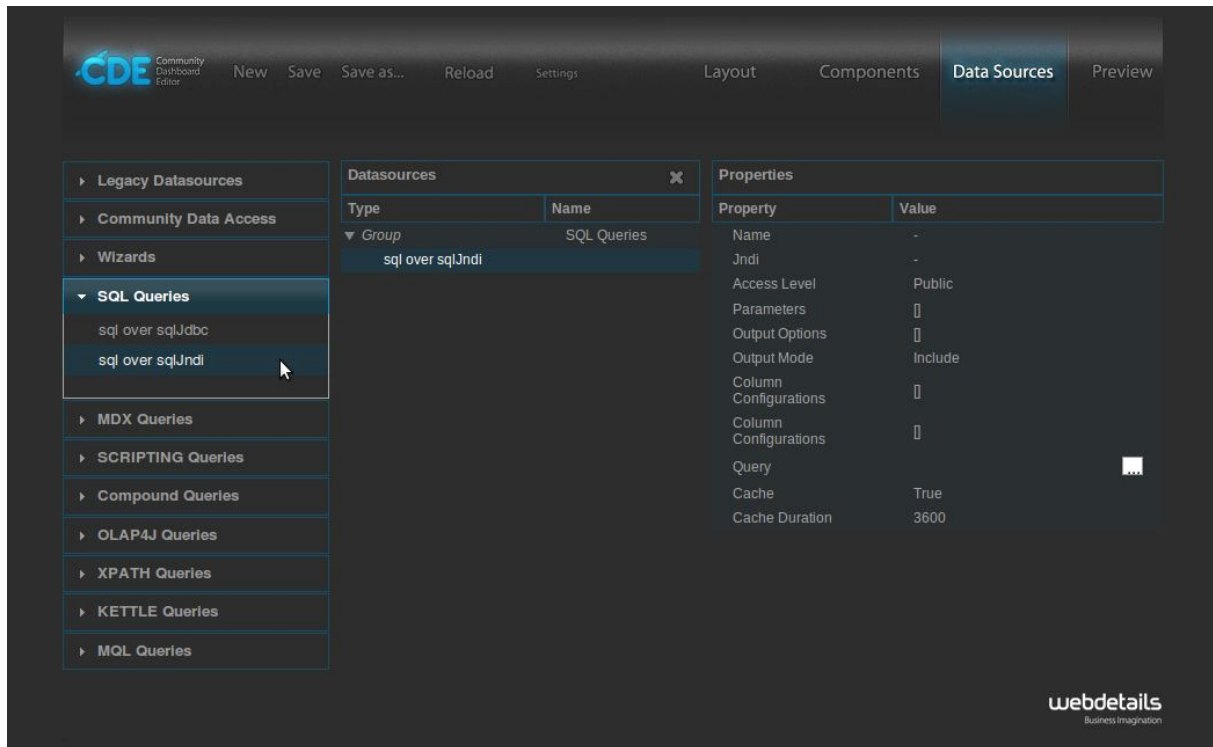 CDE Community
Dashboard
Editor
New Save Save as... Reload Settings Layout Components Data Sources Preview
Legacy Datasources
Community Data Access
Wizards
SQL Queries
sql over sqlJdbc
sql over sqlJndi
MDX Queries
SCRIPTING Queries
Compound Queries
OLAP4J Queries
XPATH Queries
KETTLE Queries
MQL Queries
Datasources
Type Name
Group SQL Queries
sql over sqlJndi
Properties
Property Value
Name -
Jndi -
Access Level Public
Parameters []
Output Options []
Output Mode Include
Column
Configurations []
Column
Configurations []
Query ...
Cache True
Cache Duration 3600
webdetails
Business Imagination